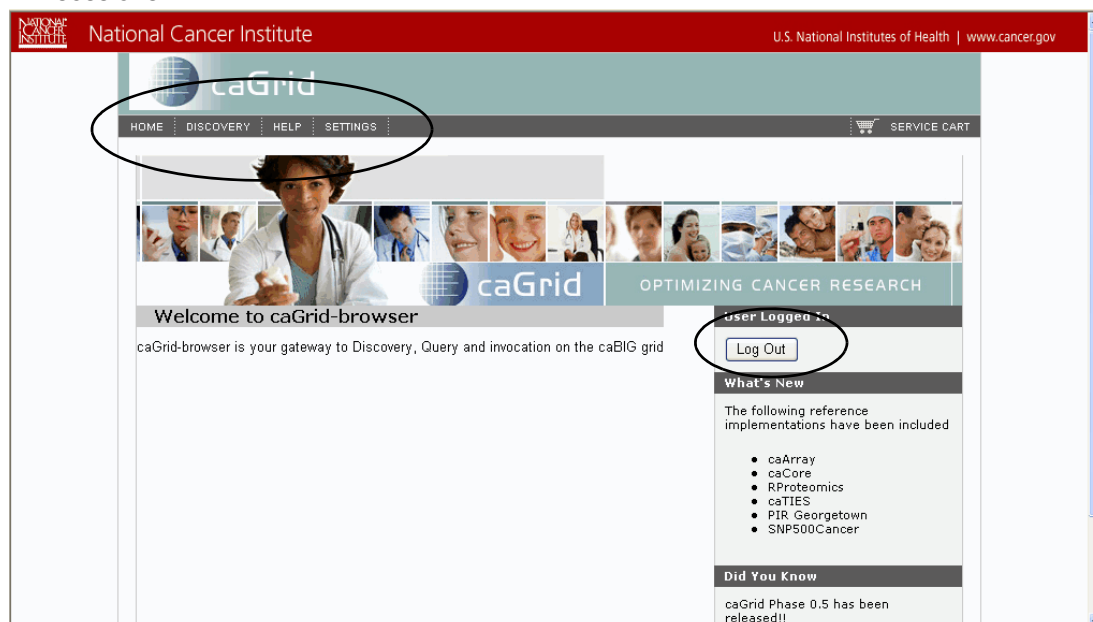 NATIONAL
CANCER
INSTITUTE
National Cancer Institute
U.S. National Institutes of Health | www.cancer.gov
caGrid
HOME DISCOVERY HELP SETTINGS
SERVICE CART
caGrid
OPTIMIZING CANCER RESEARCH
Welcome to caGrid-browser
caGrid-browser is your gateway to Discovery, Query and invocation on the caBIG grid
User Logged In
Log Out
What's New
The following reference
implementations have been included
caArray
caCore
RProteomics
caTIES
PIR Georgetown
SNP500Cancer
Did You Know
caGrid Phase 0.5 has been
released!!